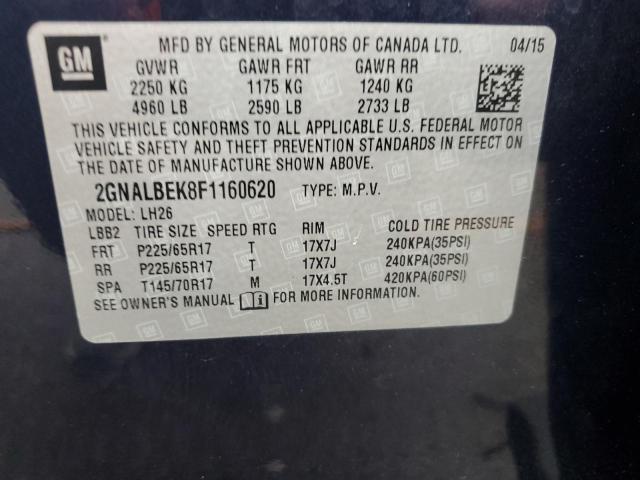 GM MFD BY GENERAL MOTORS OF CANADA LTD. 04/15
GVWR GAWR FRT GAWR RR
2250 KG 1175 KG 1240 KG
4960 LB 2590 LB 2733 LB
THIS VEHICLE CONFORMS TO ALL APPLICABLE U.S. FEDERAL MOTOR
VEHICLE SAFETY AND THEFT PREVENTION STANDARDS IN EFFECT ON
THE DATE OF MANUFACTURE SHOWN ABOVE.
2GNALBEK8F1160620 TYPE: M.P.V.
MODEL: LH26
LBB2 TIRE SIZE SPEED RTG RIM COLD TIRE PRESSURE
FRT P225/65R17 T 17X7J 240KPA(35PSI)
RR P225/65R17 T 17X7J 240KPA(35PSI)
SPA T145/70R17 M 17X4.5T 420KPA(60PSI)
SEE OWNER'S MANUAL FOR MORE INFORMATION.